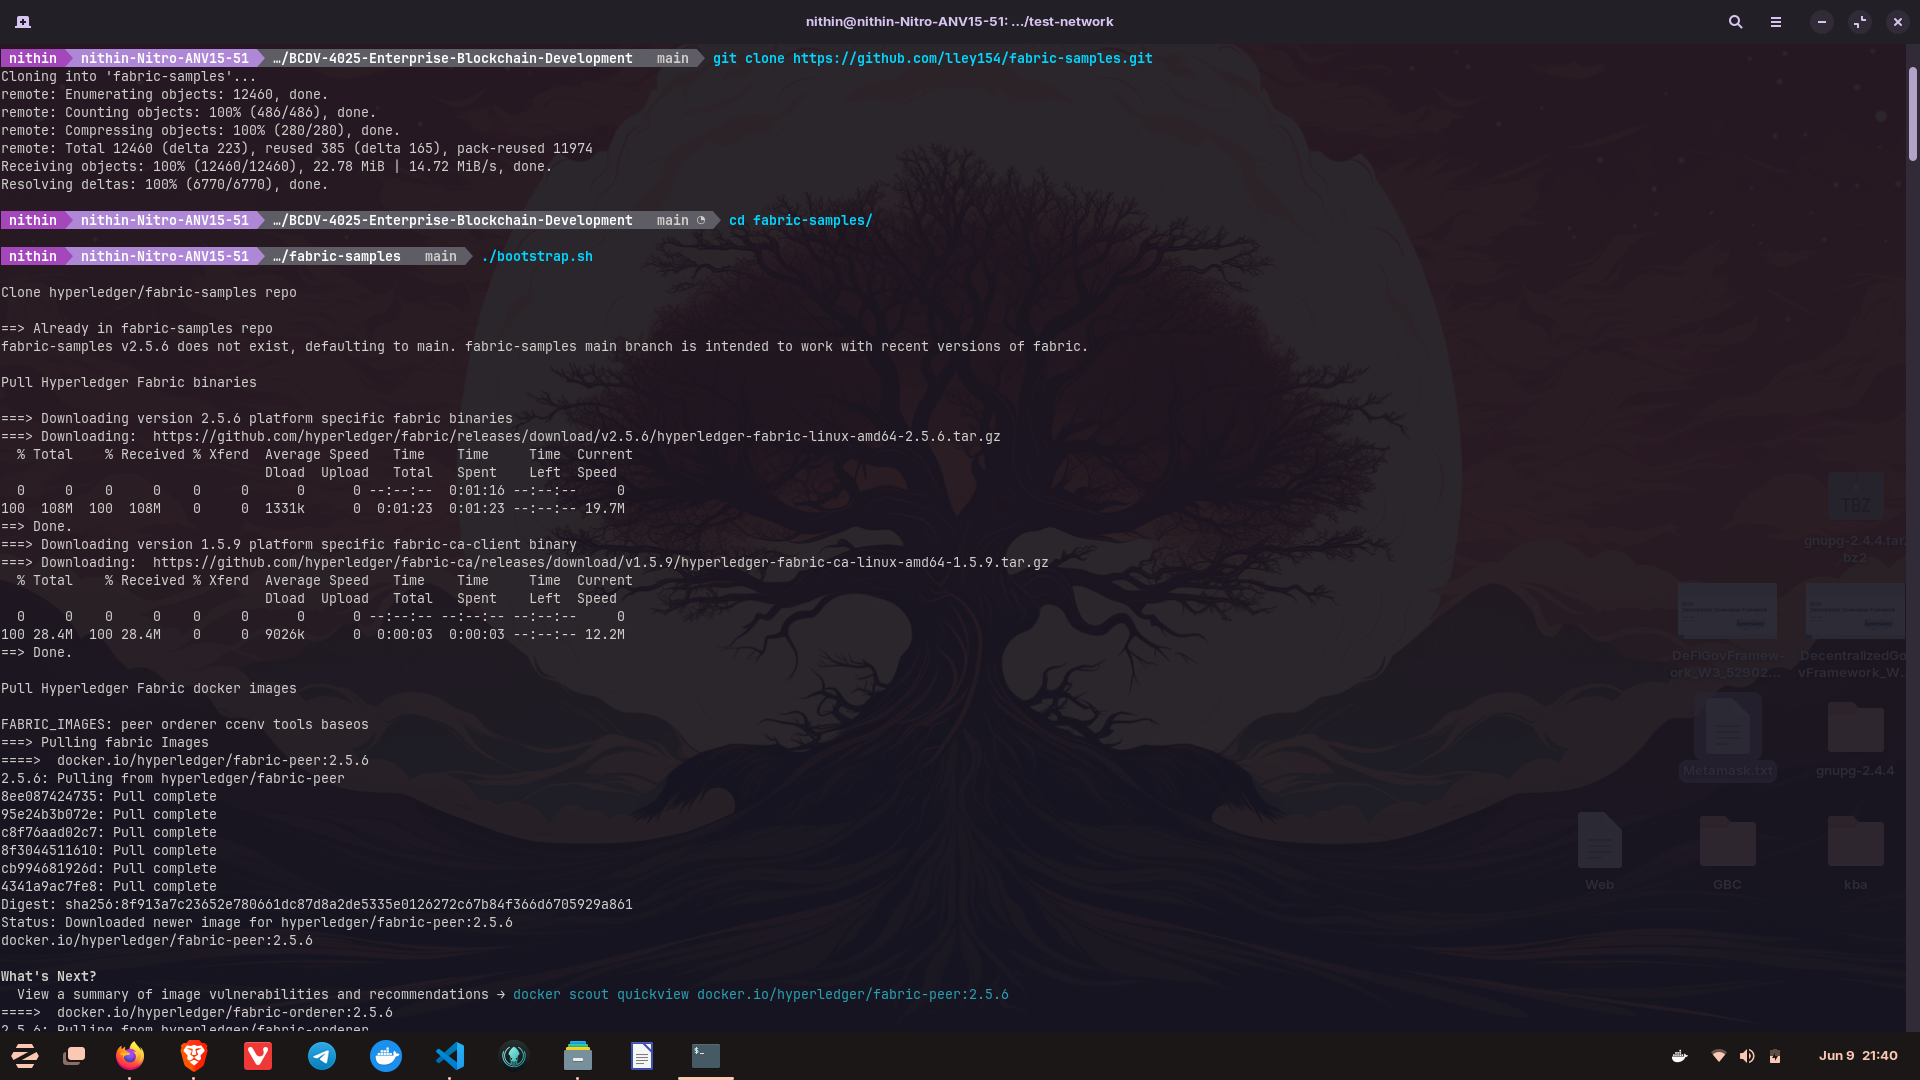 nithin@nithin-Nitro-ANV15-51: .../test-network
nithin nithin-Nitro-ANV15-51 …/BCDV-4025-Enterprise-Blockchain-Development main git clone https://github.com/lley154/fabric-samples.git
Cloning into 'fabric-samples'...
remote: Enumerating objects: 12460, done.
remote: Counting objects: 100% (486/486), done.
remote: Compressing objects: 100% (280/280), done.
remote: Total 12460 (delta 223), reused 385 (delta 165), pack-reused 11974
Receiving objects: 100% (12460/12460), 22.78 MiB | 14.72 MiB/s, done.
Resolving deltas: 100% (6770/6770), done.
nithin nithin-Nitro-ANV15-51 …/BCDV-4025-Enterprise-Blockchain-Development main cd fabric-samples/
nithin nithin-Nitro-ANV15-51 …/fabric-samples main ./bootstrap.sh
Clone hyperledger/fabric-samples repo
==> Already in fabric-samples repo
fabric-samples v2.5.6 does not exist, defaulting to main. fabric-samples main branch is intended to work with recent versions of fabric.
Pull Hyperledger Fabric binaries
===> Downloading version 2.5.6 platform specific fabric binaries
===> Downloading:  https://github.com/hyperledger/fabric/releases/download/v2.5.6/hyperledger-fabric-linux-amd64-2.5.6.tar.gz
  % Total    % Received % Xferd  Average Speed   Time    Time     Time  Current
                                 Dload  Upload   Total   Spent    Left  Speed
  0     0    0     0    0     0      0      0 --:--:--  0:01:16 --:--:--     0
100  108M  100  108M    0     0  1331k      0  0:01:23  0:01:23 --:--:-- 19.7M
==> Done.
===> Downloading version 1.5.9 platform specific fabric-ca-client binary
===> Downloading:  https://github.com/hyperledger/fabric-ca/releases/download/v1.5.9/hyperledger-fabric-ca-linux-amd64-1.5.9.tar.gz
  % Total    % Received % Xferd  Average Speed   Time    Time     Time  Current
                                 Dload  Upload   Total   Spent    Left  Speed
  0     0    0     0    0     0      0      0 --:--:-- --:--:-- --:--:--     0
100 28.4M  100 28.4M    0     0  9026k      0  0:00:03  0:00:03 --:--:-- 12.2M
==> Done.
Pull Hyperledger Fabric docker images
FABRIC_IMAGES: peer orderer ccenv tools baseos
===> Pulling fabric Images
====>  docker.io/hyperledger/fabric-peer:2.5.6
2.5.6: Pulling from hyperledger/fabric-peer
8ee087424735: Pull complete
95e24b3b072e: Pull complete
c8f76aad02c7: Pull complete
8f3044511610: Pull complete
cb994681926d: Pull complete
4341a9ac7fe8: Pull complete
Digest: sha256:8f913a7c23652e780661dc87d8a2de5335e0126272c67b84f366d6705929a861
Status: Downloaded newer image for hyperledger/fabric-peer:2.5.6
docker.io/hyperledger/fabric-peer:2.5.6
What's Next?
  View a summary of image vulnerabilities and recommendations → docker scout quickview docker.io/hyperledger/fabric-peer:2.5.6
====>  docker.io/hyperledger/fabric-orderer:2.5.6
2.5.6: Pulling from hyperledger/fabric-orderer
TBZ
gnupg-2.4.4.tar.
bz2
DeFiGovFramew-
ork_W3_52902...
DecentralizedGo
vFramework_W.
Metamask.txt
gnupg-2.4.4
Web
GBC
kba
Jun 9 21:40